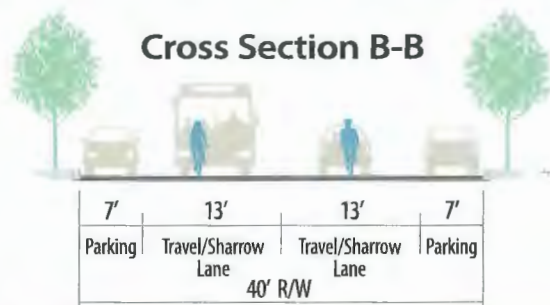 Cross Section B-B
7' 13' 13' 7'
Parking Travel/Sharrow Travel/Sharrow Parking
Lane Lane
40' R/W